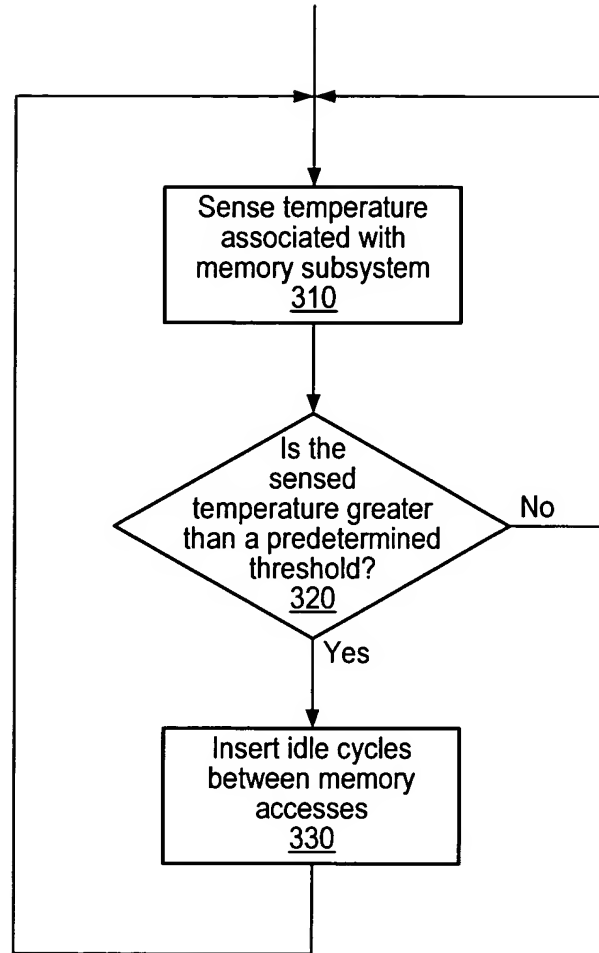 Sense temperature
associated with
memory subsystem
310
Is the
sensed
temperature greater
than a predetermined
threshold?
320
No
Yes
Insert idle cycles
between memory
accesses
330